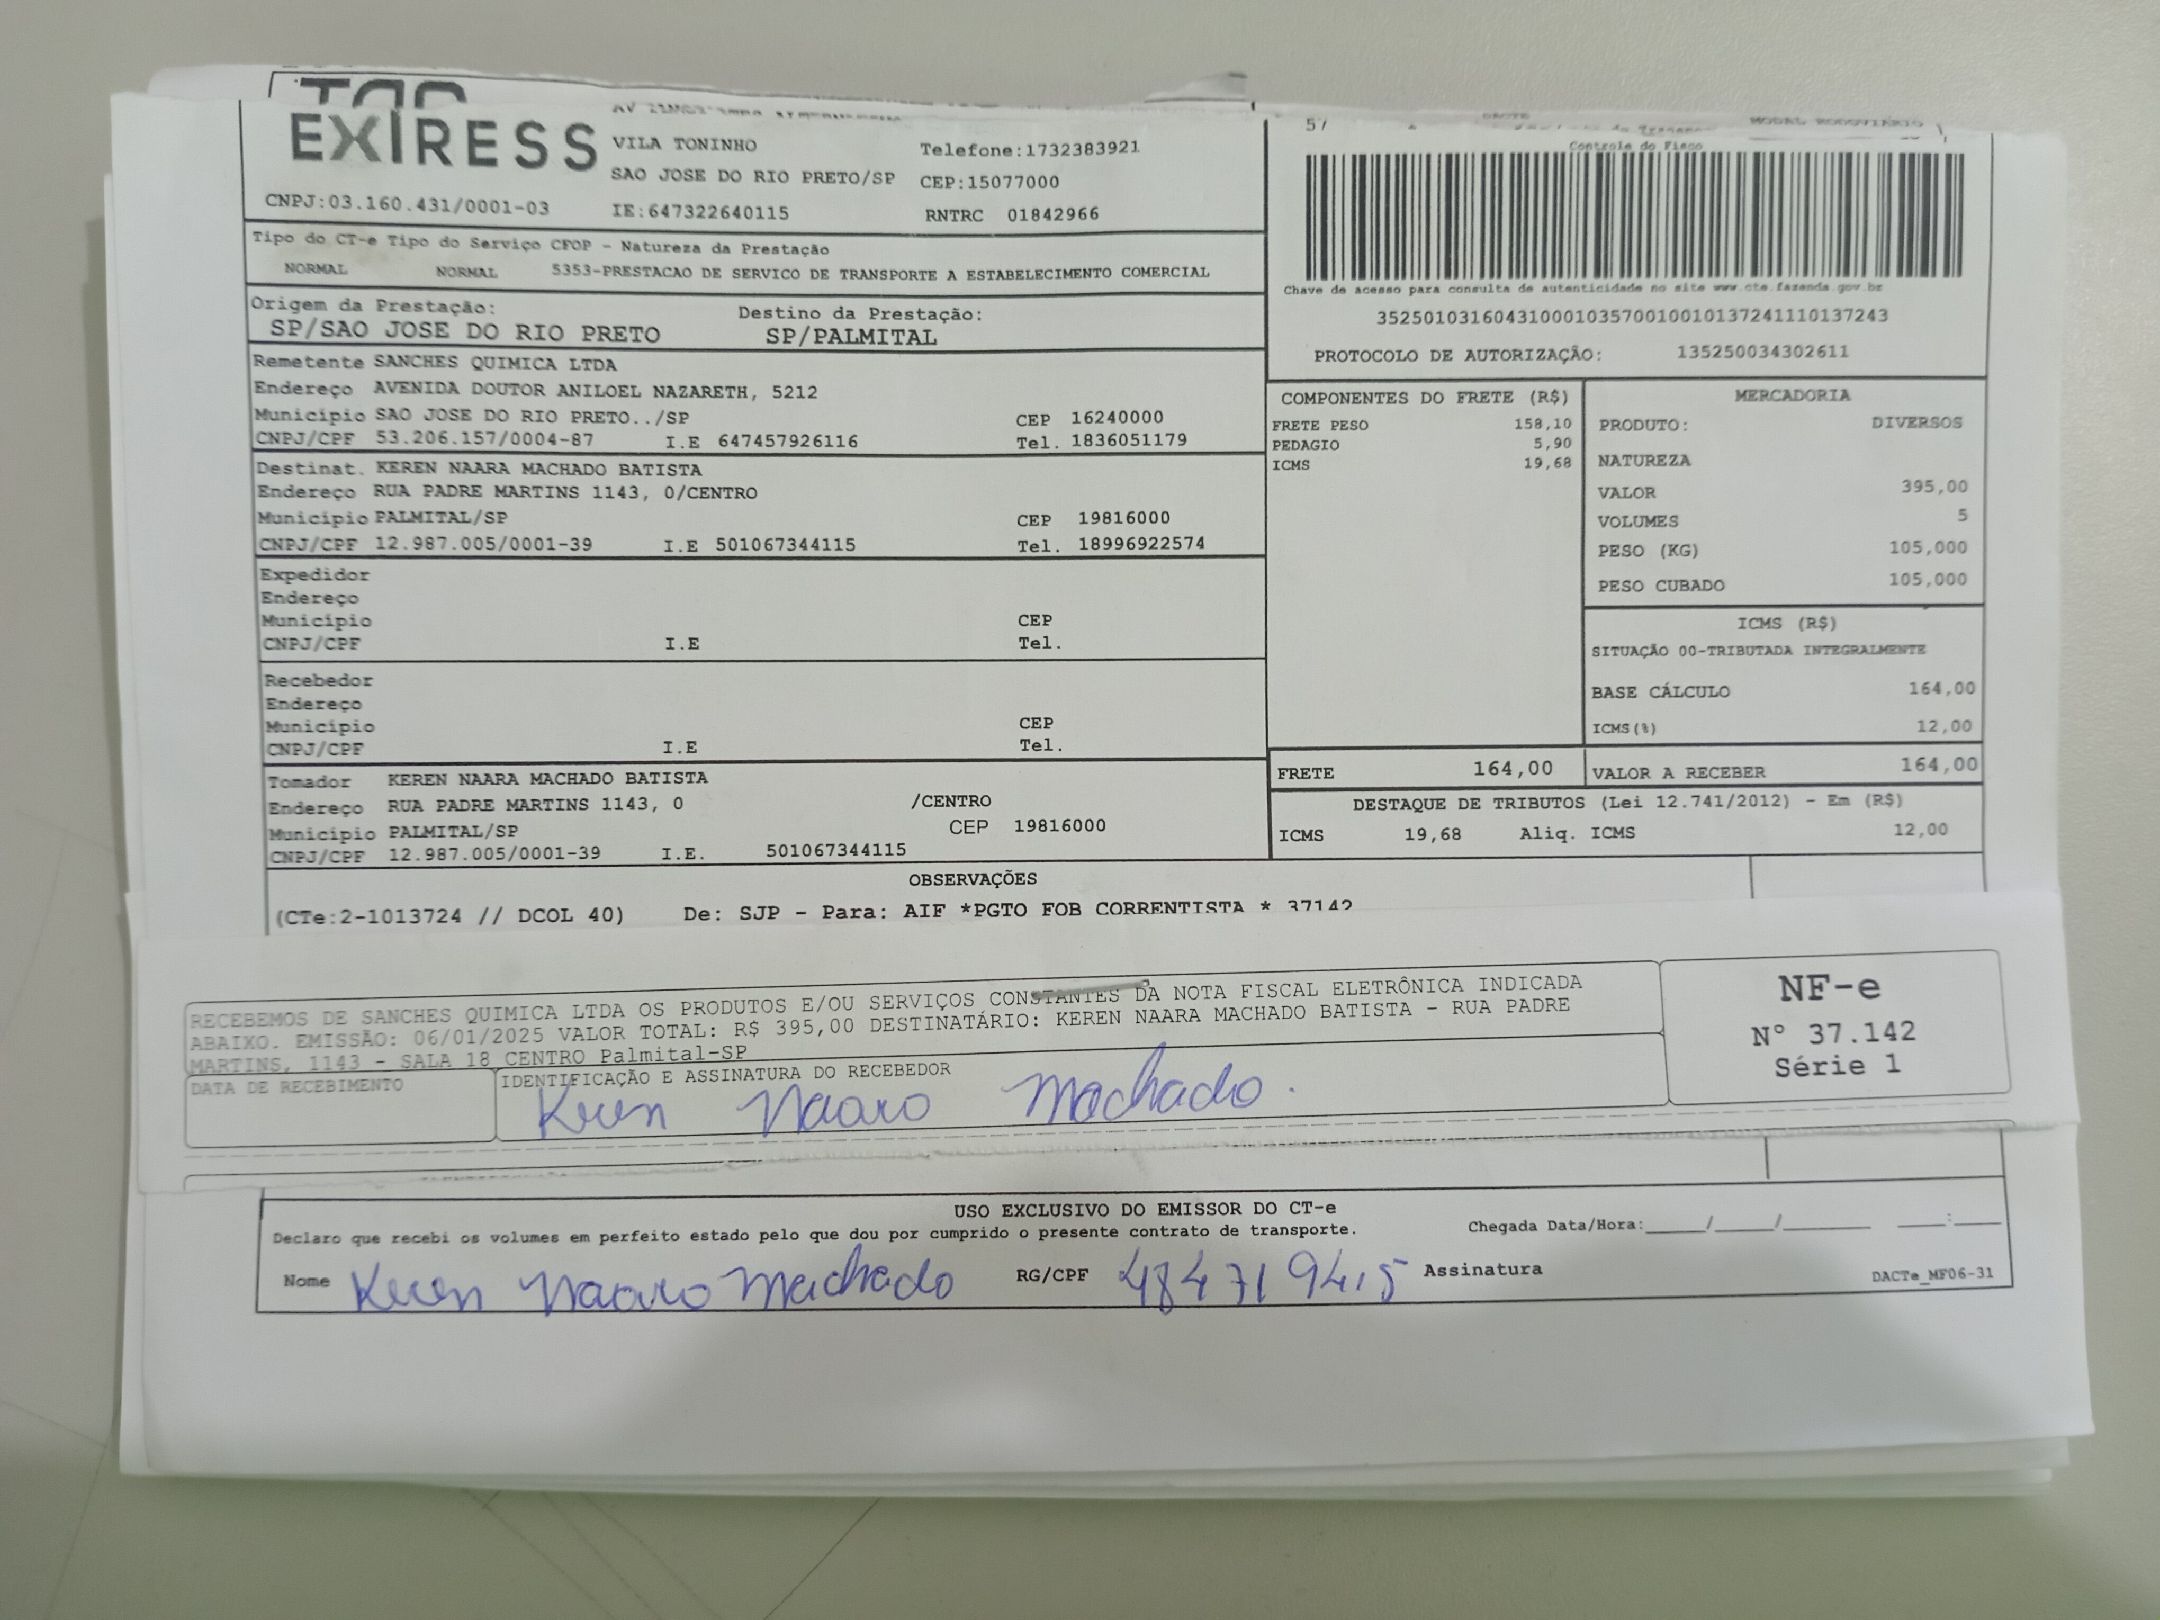 EXIRESS
VILA TONINHO Telefone:1732383921
SAO JOSE DO RIO PRETO/SP CEP:15077000
CNPJ:03.160.431/0001-03 IE:647322640115 RNTRC 01842966
Tipo do CT-e Tipo do Serviço CFOP - Natureza da Prestação
NORMAL NORMAL 5353-PRESTACAO DE SERVICO DE TRANSPORTE A ESTABELECIMENTO COMERCIAL
Origem da Prestação: Destino da Prestação:
SP/SAO JOSE DO RIO PRETO SP/PALMITAL
Remetente SANCHES QUIMICA LTDA
Endereço AVENIDA DOUTOR ANILOEL NAZARETH, 5212
Município SAO JOSE DO RIO PRETO../SP CEP 16240000
CNPJ/CPF 53.206.157/0004-87 I.E 647457926116 Tel. 1836051179
Destinat. KEREN NAARA MACHADO BATISTA
Endereço RUA PADRE MARTINS 1143, 0/CENTRO
Município PALMITAL/SP CEP 19816000
CNPJ/CPF 12.987.005/0001-39 I.E 501067344115 Tel. 18996922574
Expedidor
Endereço
Município CEP
CNPJ/CPF I.E Tel.
Recebedor
Endereço
Município CEP
CNPJ/CPF I.E Tel.
Tomador KEREN NAARA MACHADO BATISTA
Endereço RUA PADRE MARTINS 1143, 0 /CENTRO
Município PALMITAL/SP CEP 19816000
CNPJ/CPF 12.987.005/0001-39 I.E. 501067344115
MODAL RODOVIÁRIO
Controle do Fisco
Chave de acesso para consulta de autenticidade no site www.cte.fazenda.gov.br
35250103160431000103570010010137241110137243
PROTOCOLO DE AUTORIZAÇÃO: 135250034302611
COMPONENTES DO FRETE (R$)
FRETE PESO 158,10
PEDAGIO 5,90
ICMS 19,68
MERCADORIA
PRODUTO: DIVERSOS
NATUREZA
VALOR 395,00
VOLUMES 5
PESO (KG) 105,000
PESO CUBADO 105,000
ICMS (R$)
SITUAÇÃO 00-TRIBUTADA INTEGRALMENTE
BASE CÁLCULO 164,00
ICMS(%) 12,00
FRETE 164,00 VALOR A RECEBER 164,00
DESTAQUE DE TRIBUTOS (Lei 12.741/2012) - Em (R$)
ICMS 19,68 Aliq. ICMS 12,00
OBSERVAÇÕES
(CTe:2-1013724 // DCOL 40) De: SJP - Para: AIF *PGTO FOB CORRENTISTA * 37142
RECEBEMOS DE SANCHES QUIMICA LTDA OS PRODUTOS E/OU SERVIÇOS CONSTANTES DA NOTA FISCAL ELETRÔNICA INDICADA
ABAIXO. EMISSÃO: 06/01/2025 VALOR TOTAL: R$ 395,00 DESTINATÁRIO: KEREN NAARA MACHADO BATISTA - RUA PADRE
MARTINS, 1143 - SALA 18 CENTRO Palmital-SP
DATA DE RECEBIMENTO IDENTIFICAÇÃO E ASSINATURA DO RECEBEDOR
Keren Naara Machado.
NF-e
N° 37.142
Série 1
USO EXCLUSIVO DO EMISSOR DO CT-e
Declaro que recebi os volumes em perfeito estado pelo que dou por cumprido o presente contrato de transporte. Chegada Data/Hora:_____/_____/_______ ____:____
Nome Keren Naara Machado RG/CPF 484719415 Assinatura DACTe_MF06-31